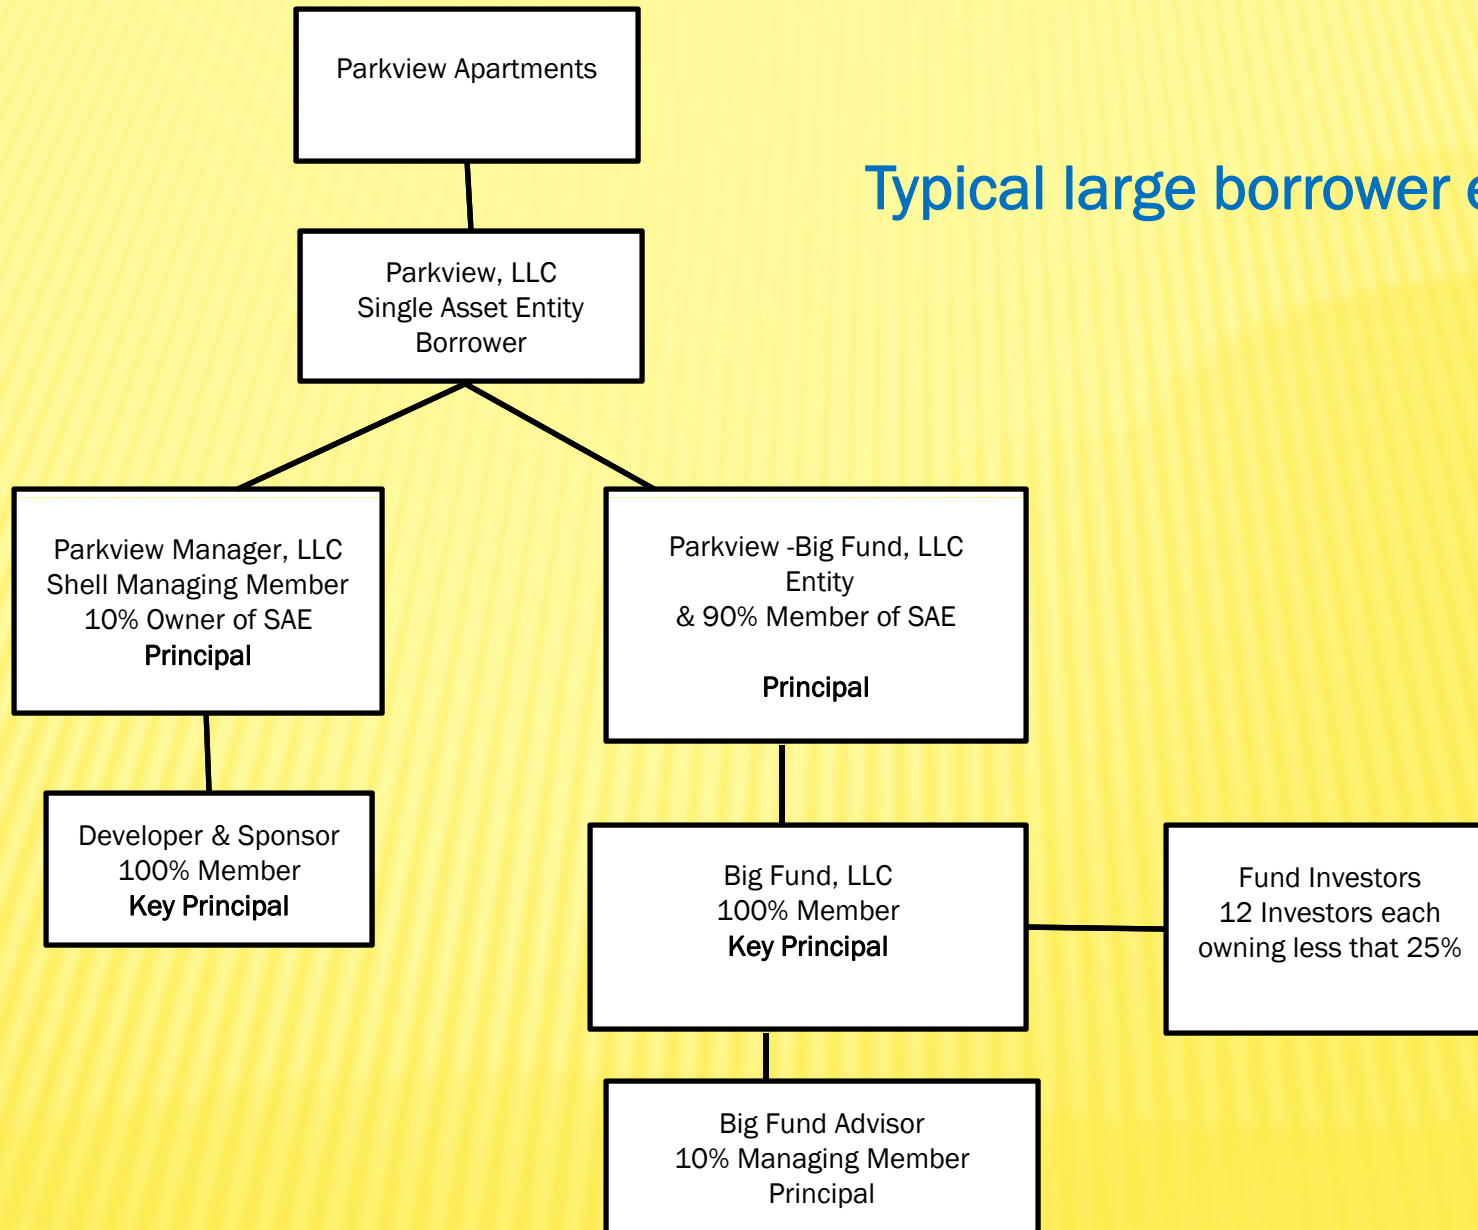 Parkview Apartments
Typical large borrower
Parkview, LLC
Single Asset Entity
Borrower
Parkview Manager, LLC
Shell Managing Member
10% Owner of SAE
Principal
Parkview -Big Fund, LLC
Entity
& 90% Member of SAE
Principal
Developer & Sponsor
100% Member
Key Principal
Big Fund, LLC
100% Member
Key Principal
Fund Investors
12 Investors each
owning less that 25%
Big Fund Advisor
10% Managing Member
Principal